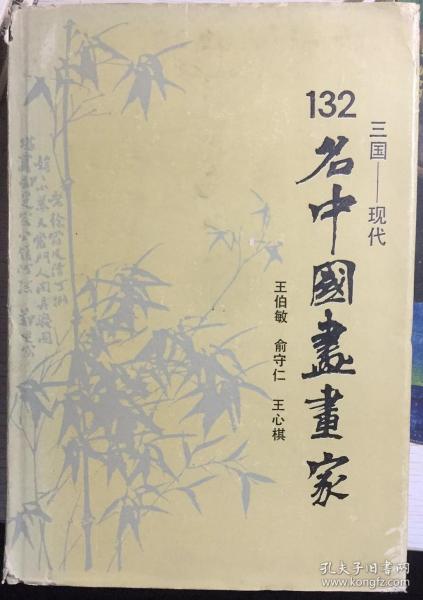 132
名中國畫畫家
三国——现代
王伯敏 俞守仁 王心棋
孔夫子旧书网
www.kongfz.com